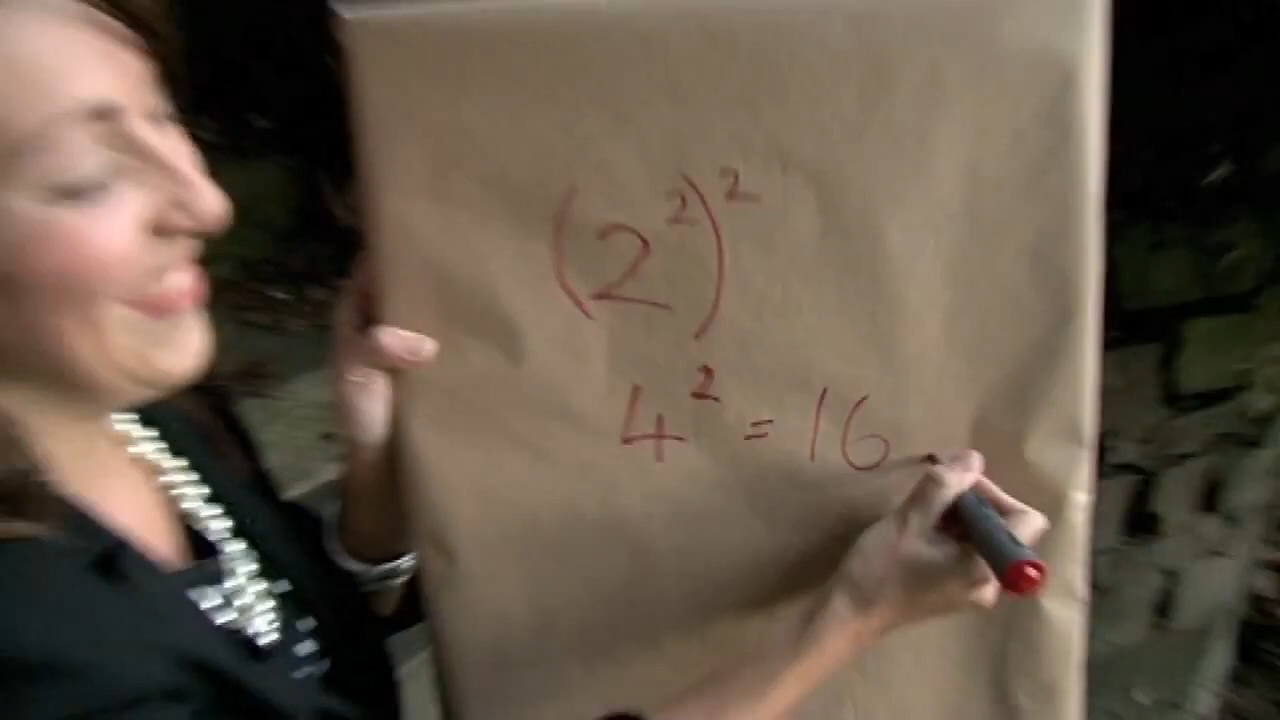 (2²)²
4² = 16